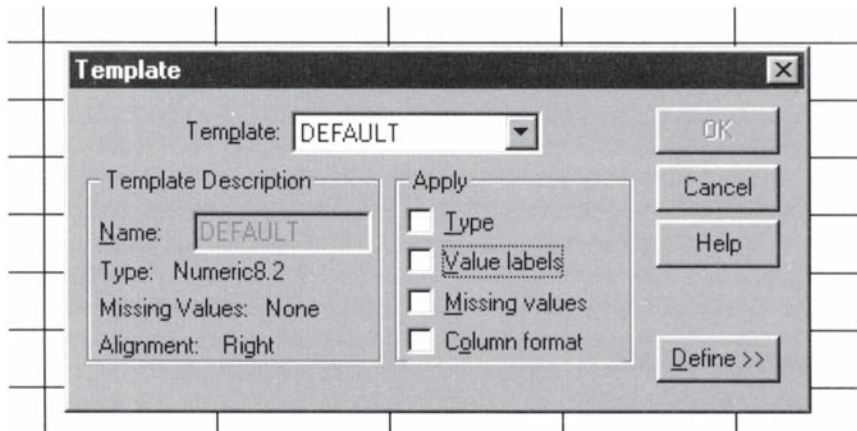 Template
Template: DEFAULT
OK
Template Description
Name: DEFAULT
Type: Numeric8.2
Missing Values: None
Alignment: Right
Apply
Type
Value labels
Missing values
Column format
Cancel
Help
Define >>